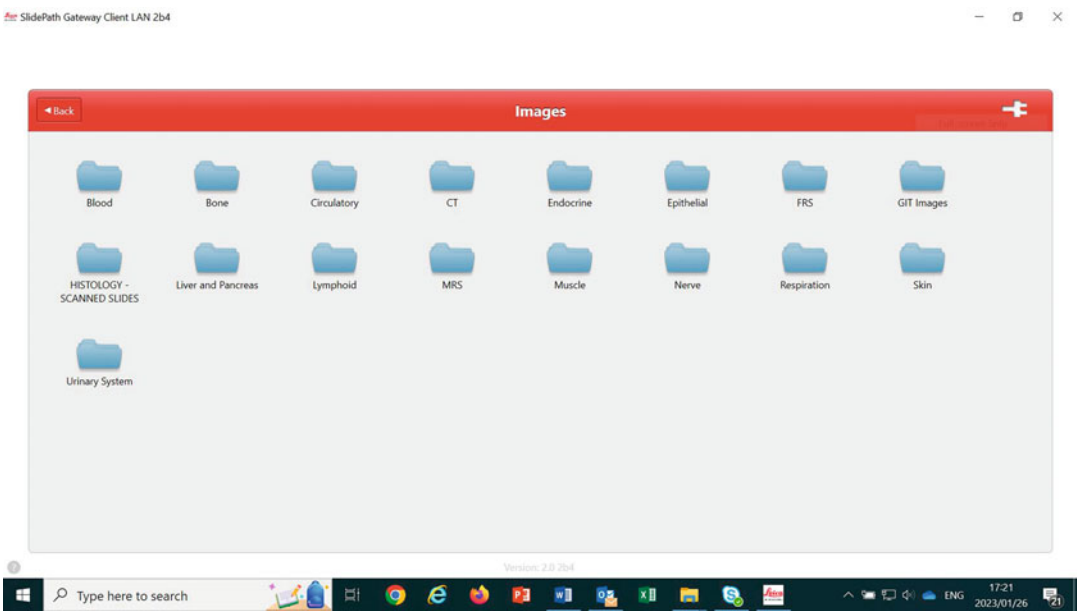 SlidePath Gateway Client LAN 2b4
Back
Images
Blood
Bone
Circulatory
CT
Endocrine
Epithelial
FRS
GIT Images
HISTOLOGY -
SCANNED SLIDES
Liver and Pancreas
Lymphoid
MRS
Muscle
Nerve
Respiration
Skin
Urinary System
Version: 2.0 2b4
Type here to search
ENG
17:21
2023/01/26
21